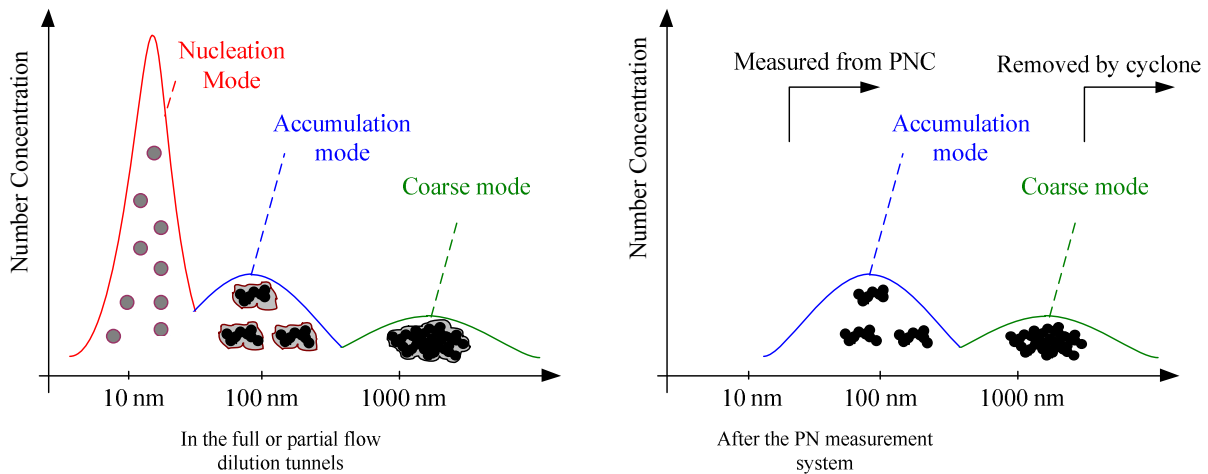 Number Concentration
Nucleation
Mode
Accumulation
mode
Coarse mode
10 nm
100 nm
1000 nm
In the full or partial flow
dilution tunnels
Number Concentration
Measured from PNC
Removed by cyclone
Accumulation
mode
Coarse mode
10 nm
100 nm
1000 nm
After the PN measurement
system